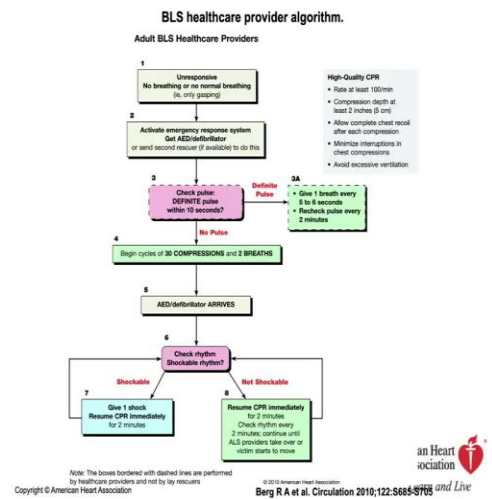 BLS healthcare provider algorithm.
Adult BLS Healthcare Providers
1
Unresponsive
No breathing or no normal breathing
(ie, only gasping)
High-Quality CPR
• Rate at least 100/min
• Compression depth at
least 2 inches (5 cm)
• Allow complete chest recoil
after each compression
• Minimize interruptions in
chest compressions
• Avoid excessive ventilation
2
Activate emergency response system
Get AED/defibrillator
or send second rescuer (if available) to do this
3
Check pulse:
DEFINITE pulse
within 10 seconds?
Definite
Pulse
3A
• Give 1 breath every
5 to 6 seconds
• Recheck pulse every
2 minutes
No Pulse
4
Begin cycles of 30 COMPRESSIONS and 2 BREATHS
5
AED/defibrillator ARRIVES
6
Check rhythm
Shockable rhythm?
Shockable
Not Shockable
7
Give 1 shock
Resume CPR immediately
for 2 minutes
8
Resume CPR immediately
for 2 minutes
Check rhythm every
2 minutes; continue until
ALS providers take over or
victim starts to move
Note: The boxes bordered with dashed lines are performed
by healthcare providers and not by lay rescuers
© 2010 American Heart Association
an Heart
sociation
and Live
Copyright © American Heart Association
Berg R A et al. Circulation 2010;122:S685-S705